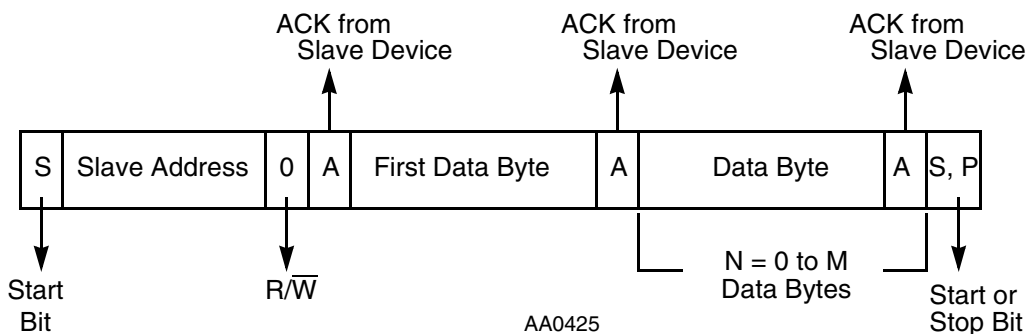 ACK from
Slave Device
ACK from
Slave Device
ACK from
Slave Device
S
Slave Address
0
A
First Data Byte
A
Data Byte
A
S, P
Start
Bit
R/W̅
N = 0 to M
Data Bytes
Start or
Stop Bit
AA0425